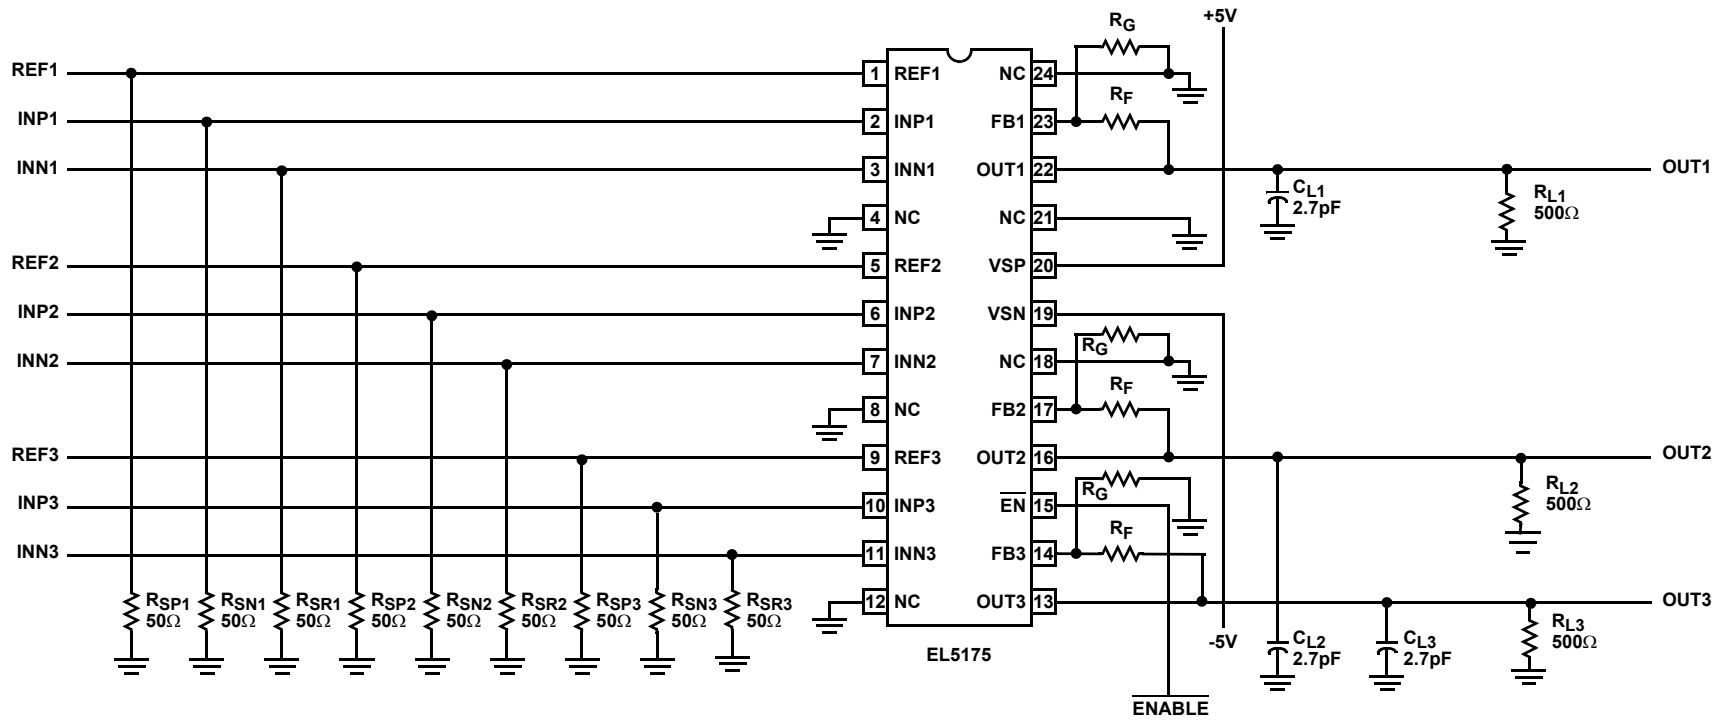 REF1
INP1
INN1
REF2
INP2
INN2
REF3
INP3
INN3
RSP1
50Ω
RSN1
50Ω
RSR1
50Ω
RSP2
50Ω
RSN2
50Ω
RSR2
50Ω
RSP3
50Ω
RSN3
50Ω
RSR3
50Ω
1 REF1
2 INP1
3 INN1
4 NC
5 REF2
6 INP2
7 INN2
8 NC
9 REF3
10 INP3
11 INN3
12 NC
NC 24
FB1 23
OUT1 22
NC 21
VSP 20
VSN 19
NC 18
FB2 17
OUT2 16
EN 15
FB3 14
OUT3 13
EL5175
RG
RF
+5V
RG
RF
RG
RF
-5V
ENABLE
CL1
2.7pF
RL1
500Ω
OUT1
OUT2
RL2
500Ω
OUT3
CL2
2.7pF
CL3
2.7pF
RL3
500Ω